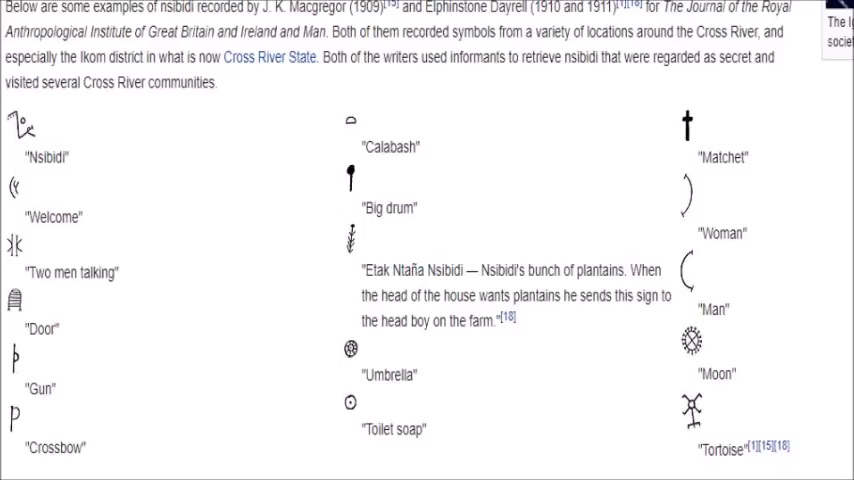 Below are some examples of nsibidi recorded by J. K. Macgregor (1909)[15] and Elphinstone Dayrell (1910 and 1911)[1][16] for The Journal of the Royal
Anthropological Institute of Great Britain and Ireland and Man. Both of them recorded symbols from a variety of locations around the Cross River, and
especially the Ikom district in what is now Cross River State. Both of the writers used informants to retrieve nsibidi that were regarded as secret and
visited several Cross River communities.
"Nsibidi"
"Welcome"
"Two men talking"
"Door"
"Gun"
"Crossbow"
"Calabash"
"Big drum"
"Etak Ntaña Nsibidi — Nsibidi's bunch of plantains. When
the head of the house wants plantains he sends this sign to
the head boy on the farm."[18]
"Umbrella"
"Toilet soap"
"Matchet"
"Woman"
"Man"
"Moon"
"Tortoise"[1][15][18]
The